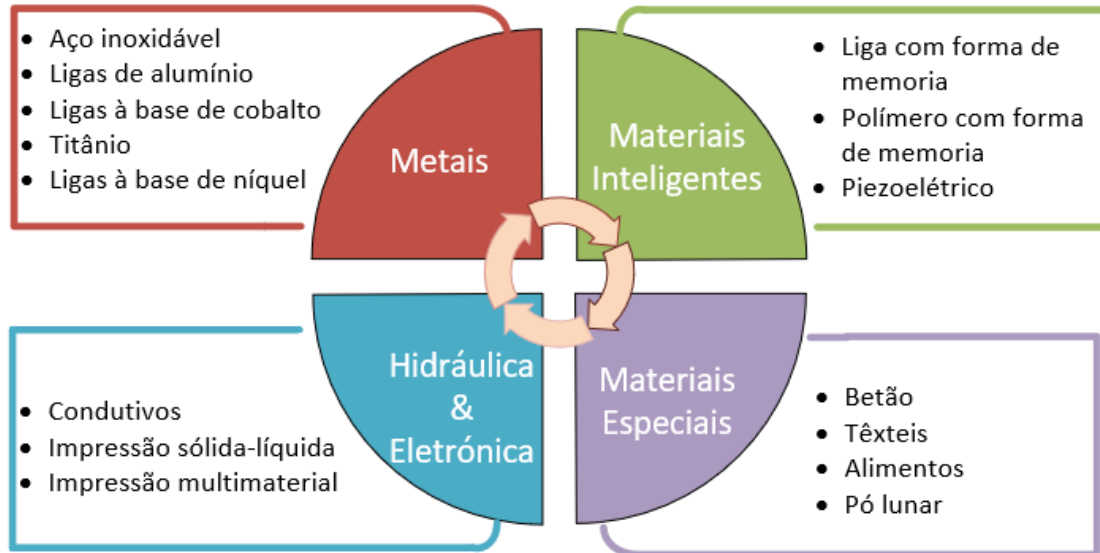 • Aço inoxidável
• Ligas de alumínio
• Ligas à base de cobalto
• Titânio
• Ligas à base de níquel
Metais
Materiais
Inteligentes
• Liga com forma de
memoria
• Polímero com forma
de memoria
• Piezoelétrico
• Condutivos
• Impressão sólida-líquida
• Impressão multimaterial
Hidráulica
&
Eletrónica
Materiais
Especiais
• Betão
• Têxteis
• Alimentos
• Pó lunar